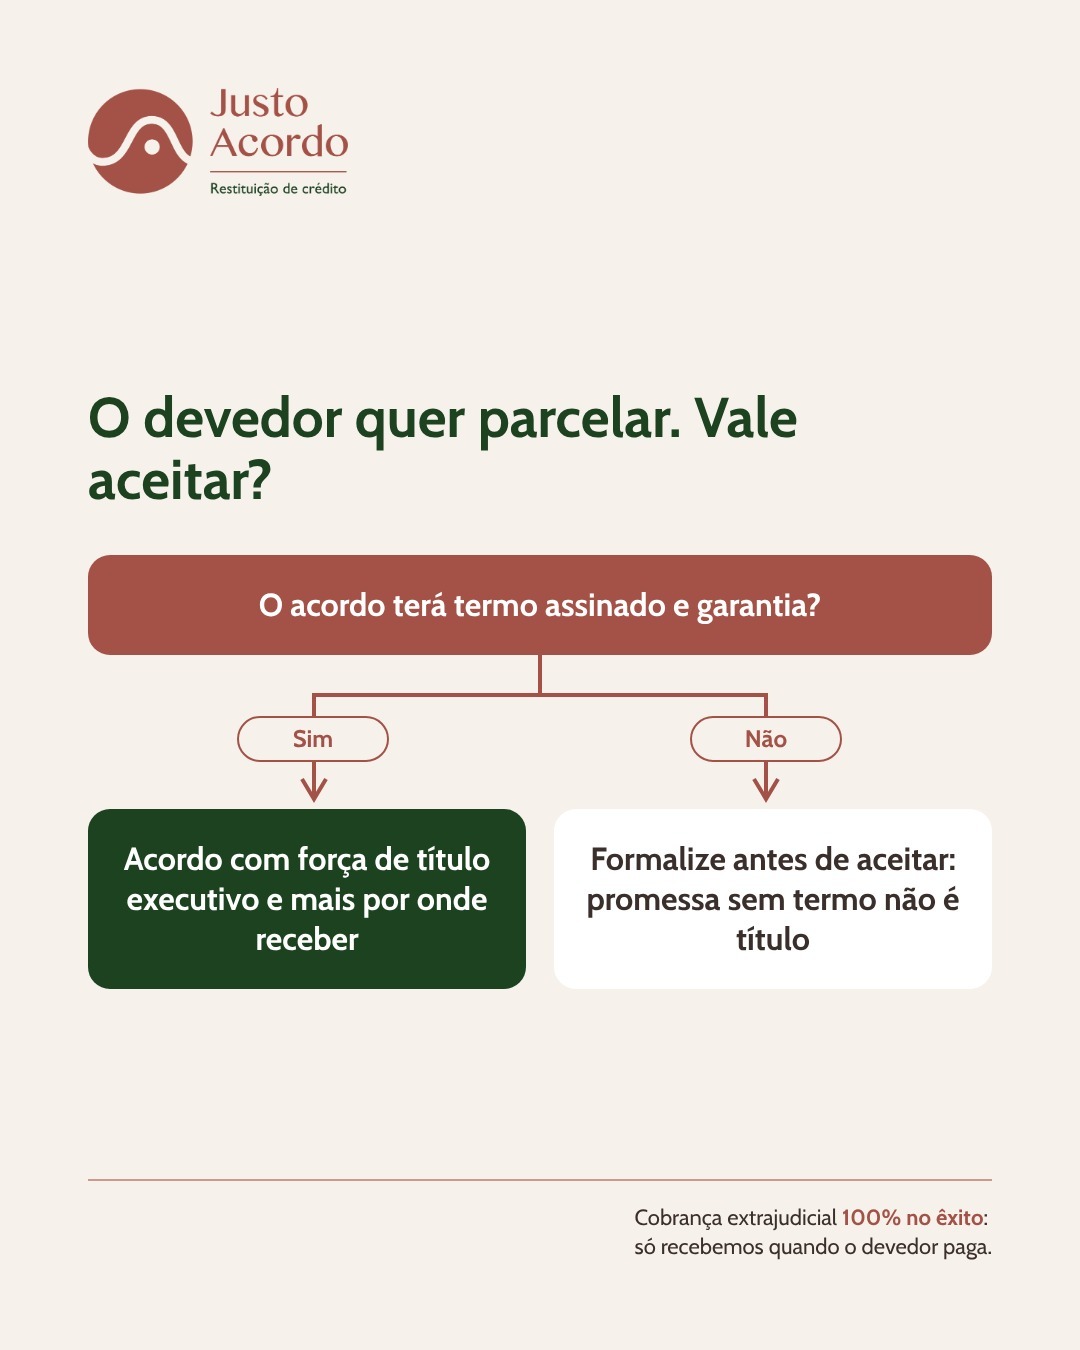 Justo
Acordo
Restituição de crédito
O devedor quer parcelar. Vale
aceitar?
O acordo terá termo assinado e garantia?
Sim
Não
Acordo com força de título
executivo e mais por onde
receber
Formalize antes de aceitar:
promessa sem termo não é
título
Cobrança extrajudicial 100% no êxito:
só recebemos quando o devedor paga.